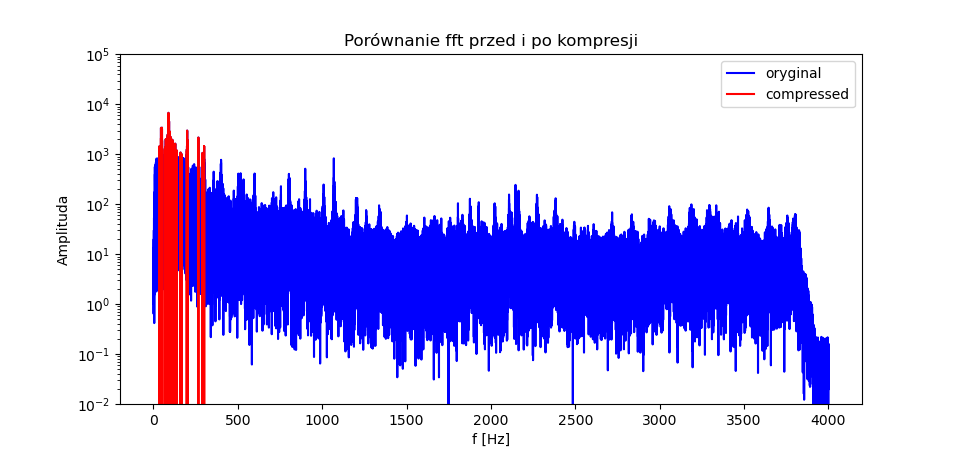 Porównanie fft przed i po kompresji
oryginal
compressed
Amplituda
10^5
10^4
10^3
10^2
10^1
10^0
10^−1
10^−2
0 500 1000 1500 2000 2500 3000 3500 4000
f [Hz]